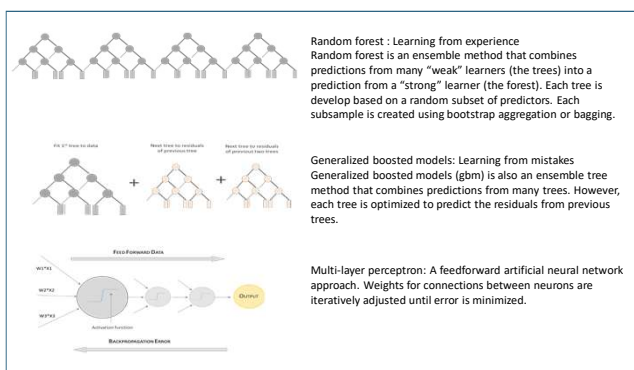 Random forest : Learning from experience
Random forest is an ensemble method that combines
predictions from many “weak” learners (the trees) into a
prediction from a “strong” learner (the forest). Each tree is
develop based on a random subset of predictors. Each
subsample is created using bootstrap aggregation or bagging.
Fit 1st tree to data
Next tree to residuals
of previous tree
Next tree to residuals
of previous two trees
+
+
Generalized boosted models: Learning from mistakes
Generalized boosted models (gbm) is also an ensemble tree
method that combines predictions from many trees. However,
each tree is optimized to predict the residuals from previous
trees.
FEED FORWARD DATA
W1*X1
W2*X2
W3*X3
Activation function
OUTPUT
BACKPROPAGATION ERROR
Multi-layer perceptron: A feedforward artificial neural network
approach. Weights for connections between neurons are
iteratively adjusted until error is minimized.